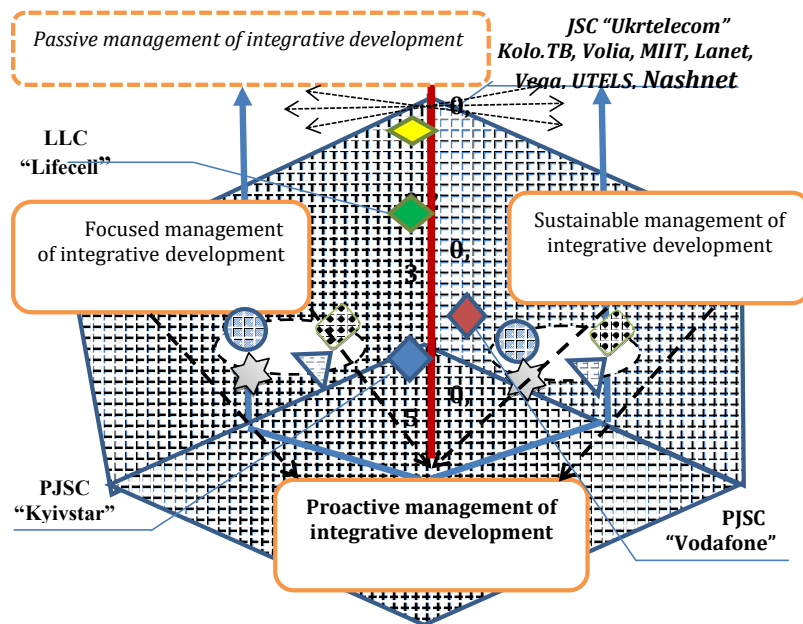 Passive management of integrative development
JSC “Ukrtelecom”
Kolo.TB, Volia, MIIT, Lanet,
Vega, UTELS, Nashnet
0,
LLC
“Lifecell”
Focused management
of integrative development
Sustainable management of
integrative development
0,
3
0,
5
PJSC
“Kyivstar”
Proactive management of
integrative development
PJSC
“Vodafone”